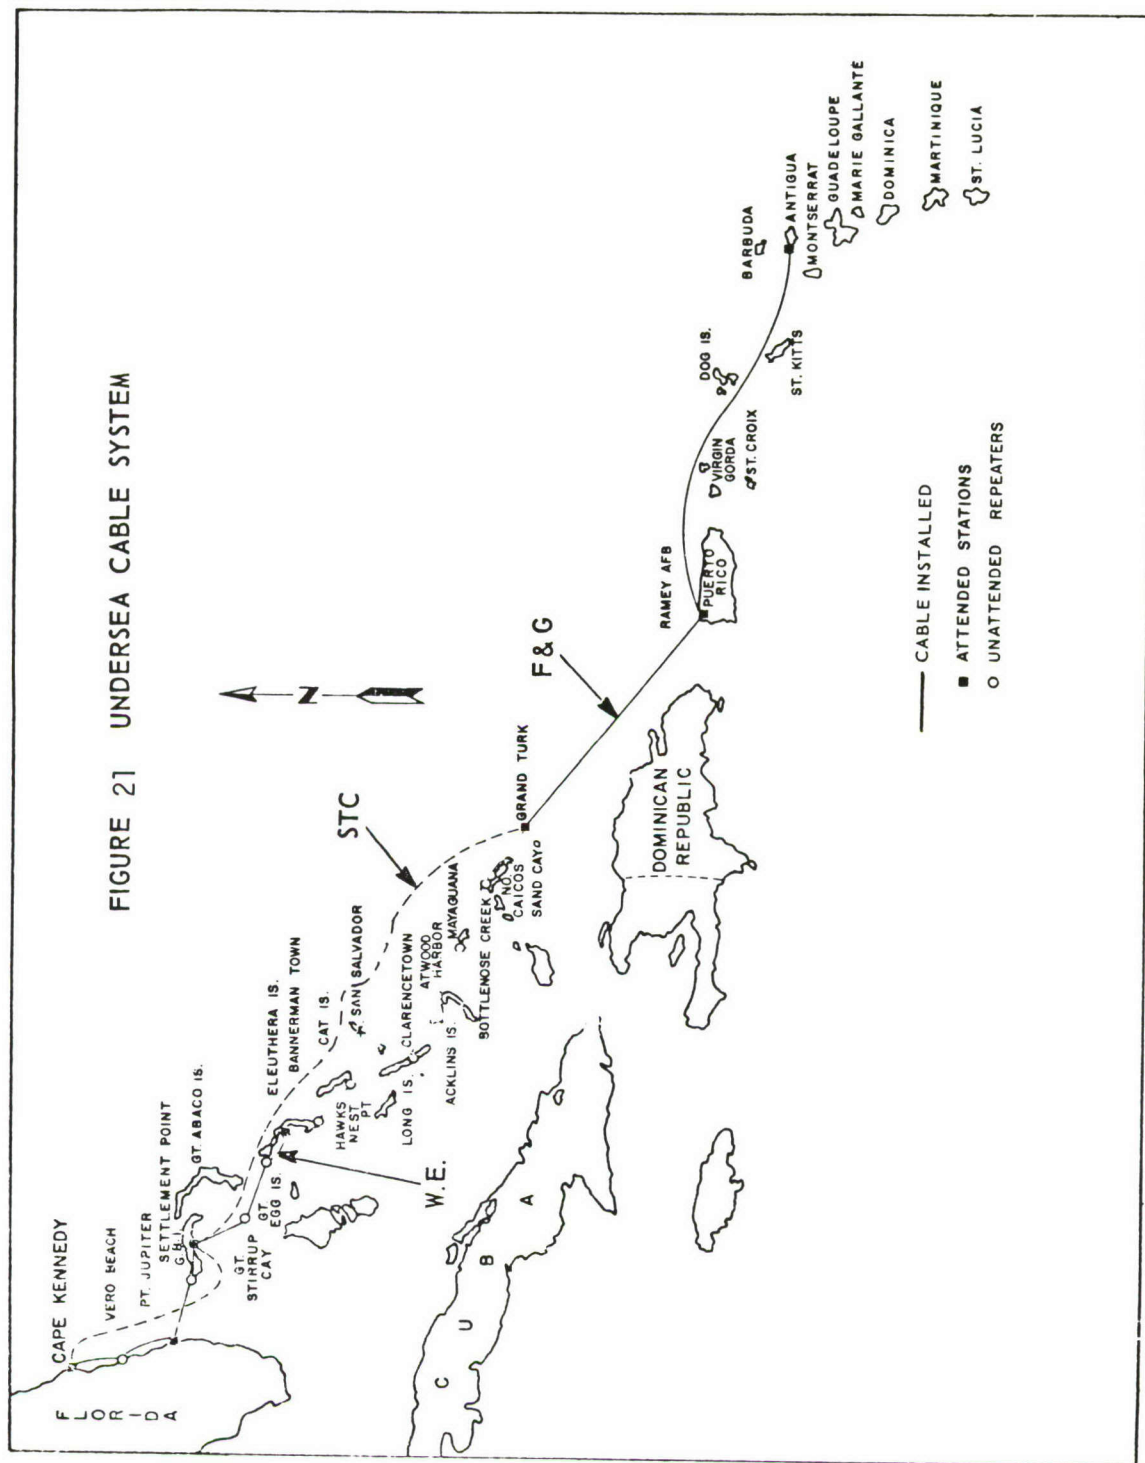 FIGURE 21 UNDERSEA CABLE SYSTEM
N
FLORIDA
CAPE KENNEDY
VERO BEACH
PT. JUPITER
SETTLEMENT POINT
G.B.I.
GT. ABACO IS.
GT.
STIRRUP
CAY
GT.
EGG IS.
W.E.
ELEUTHERA IS.
BANNERMAN TOWN
CAT IS.
HAWKS
NEST
PT
SAN SALVADOR
LONG IS.
CLARENCETOWN
ACKLINS IS.
ATWOOD
HARBOR
MAYAGUANA
BOTTLENOSE CREEK
NO.
CAICOS
SAND CAY
STC
GRAND TURK
F & G
CUBA
DOMINICAN
REPUBLIC
RAMEY AFB
PUERTO
RICO
VIRGIN
GORDA
ST. CROIX
DOG IS.
ST. KITTS
BARBUDA
ANTIGUA
MONTSERRAT
GUADELOUPE
MARIE GALLANTE
DOMINICA
MARTINIQUE
ST. LUCIA
CABLE INSTALLED
ATTENDED STATIONS
UNATTENDED REPEATERS